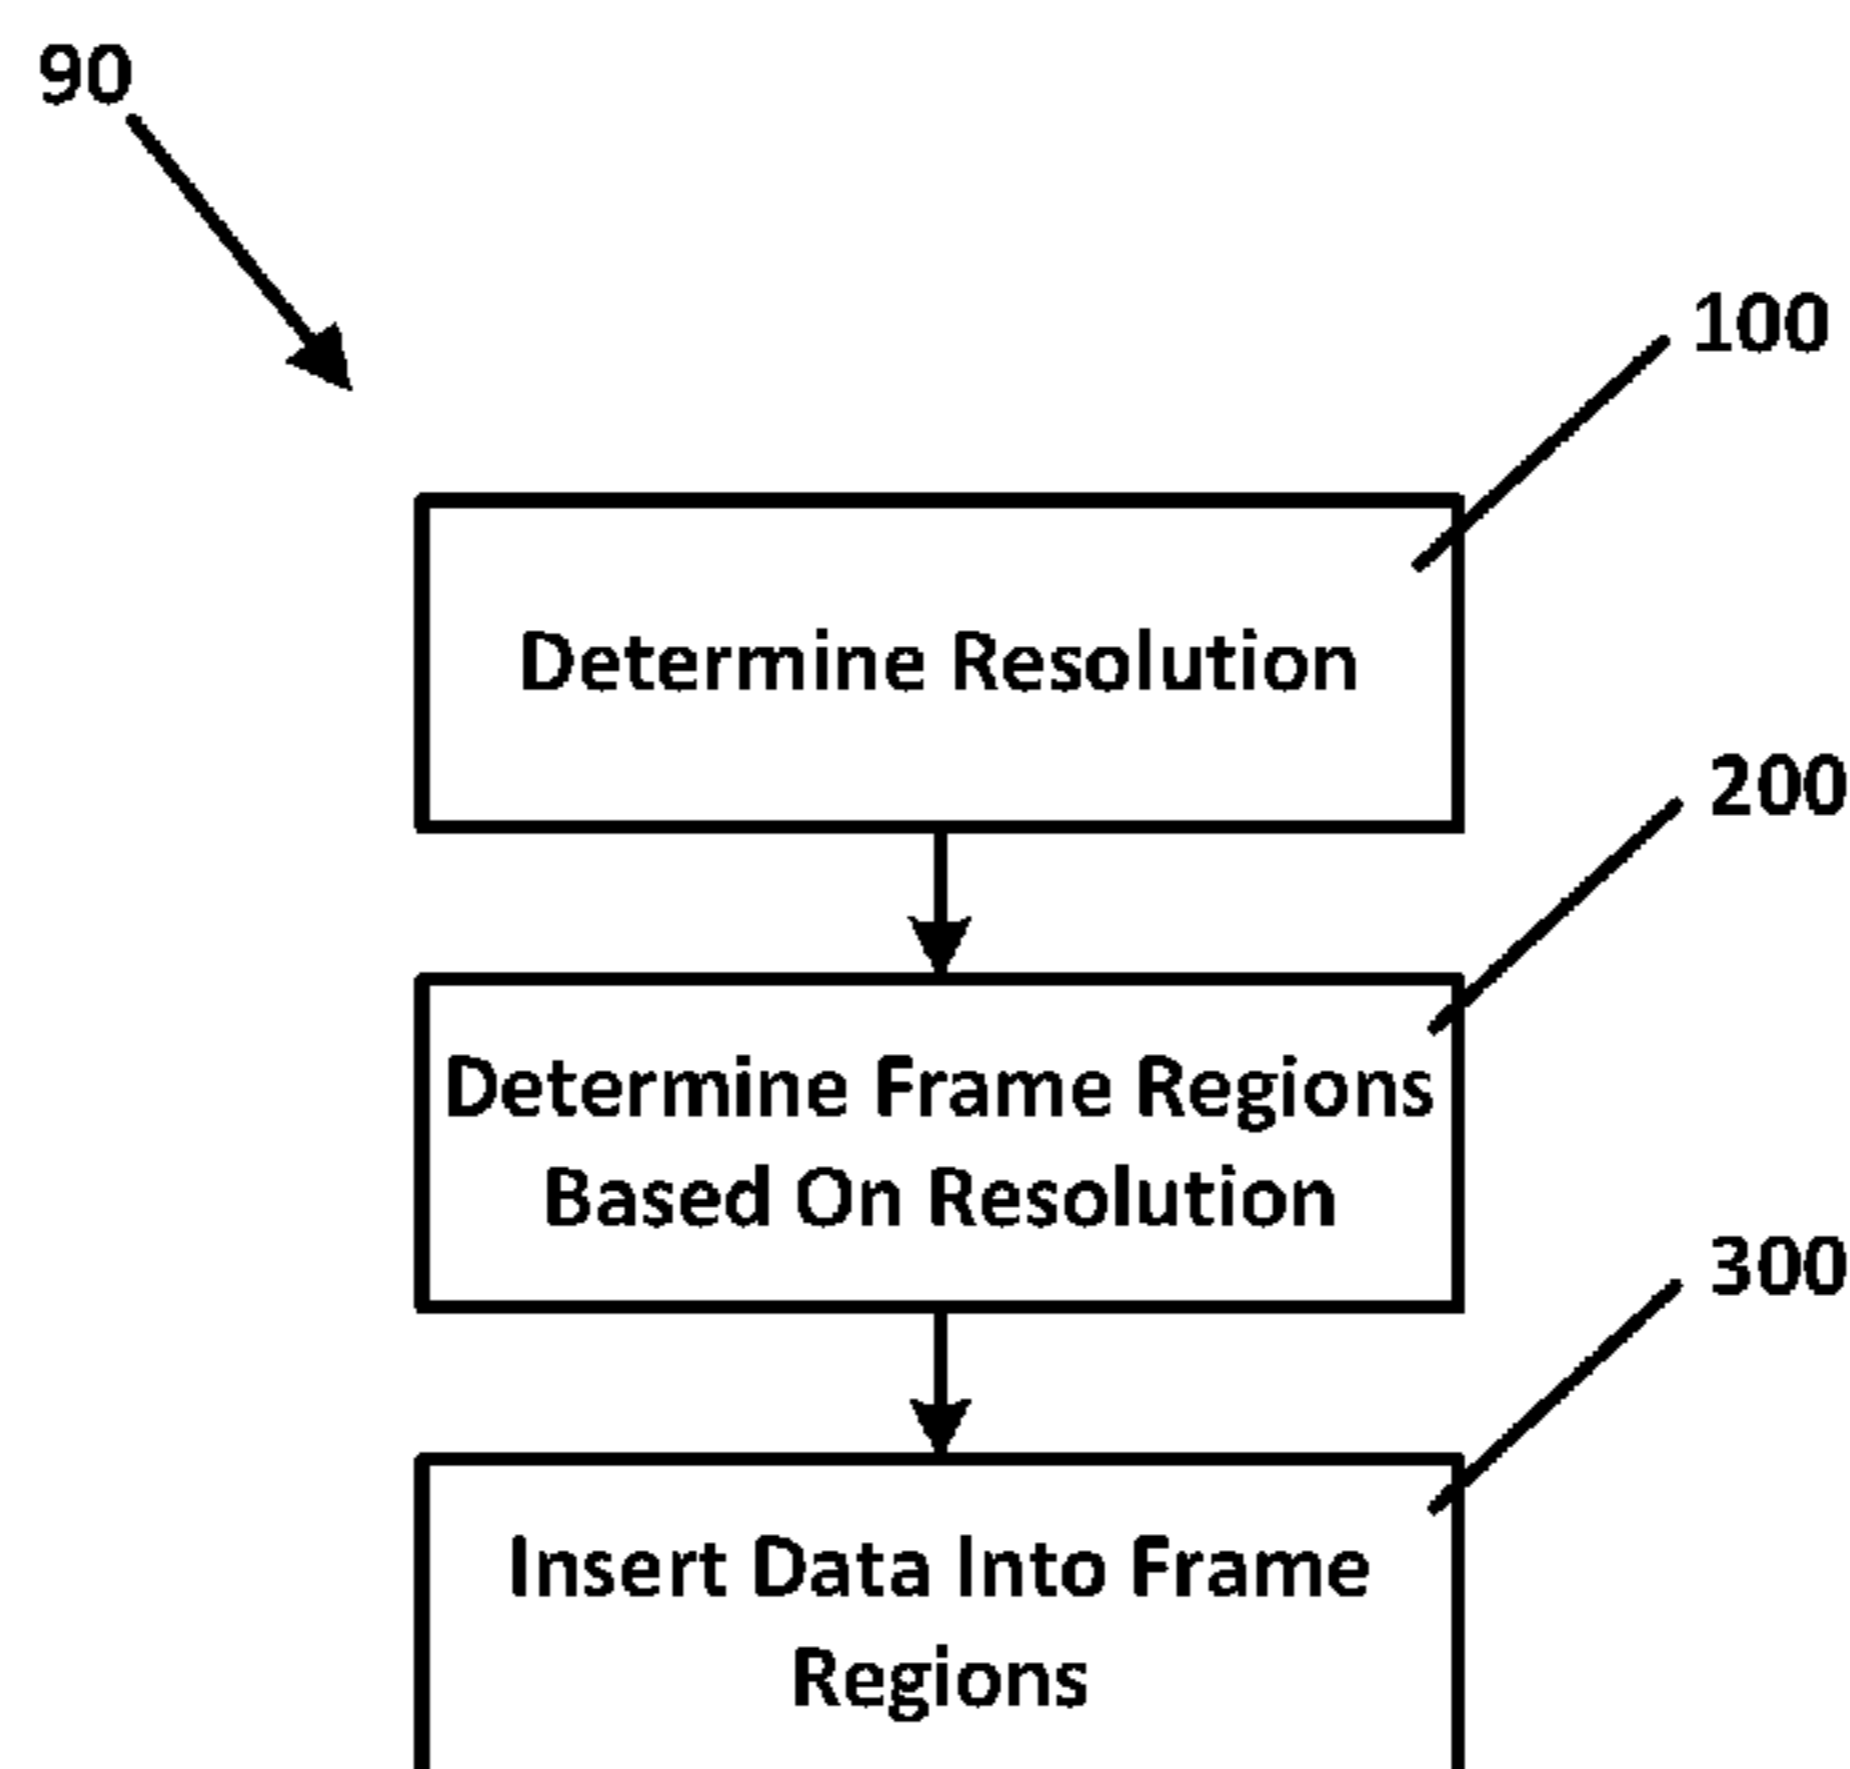 90
100
Determine Resolution
200
Determine Frame Regions
Based On Resolution
300
Insert Data Into Frame
Regions